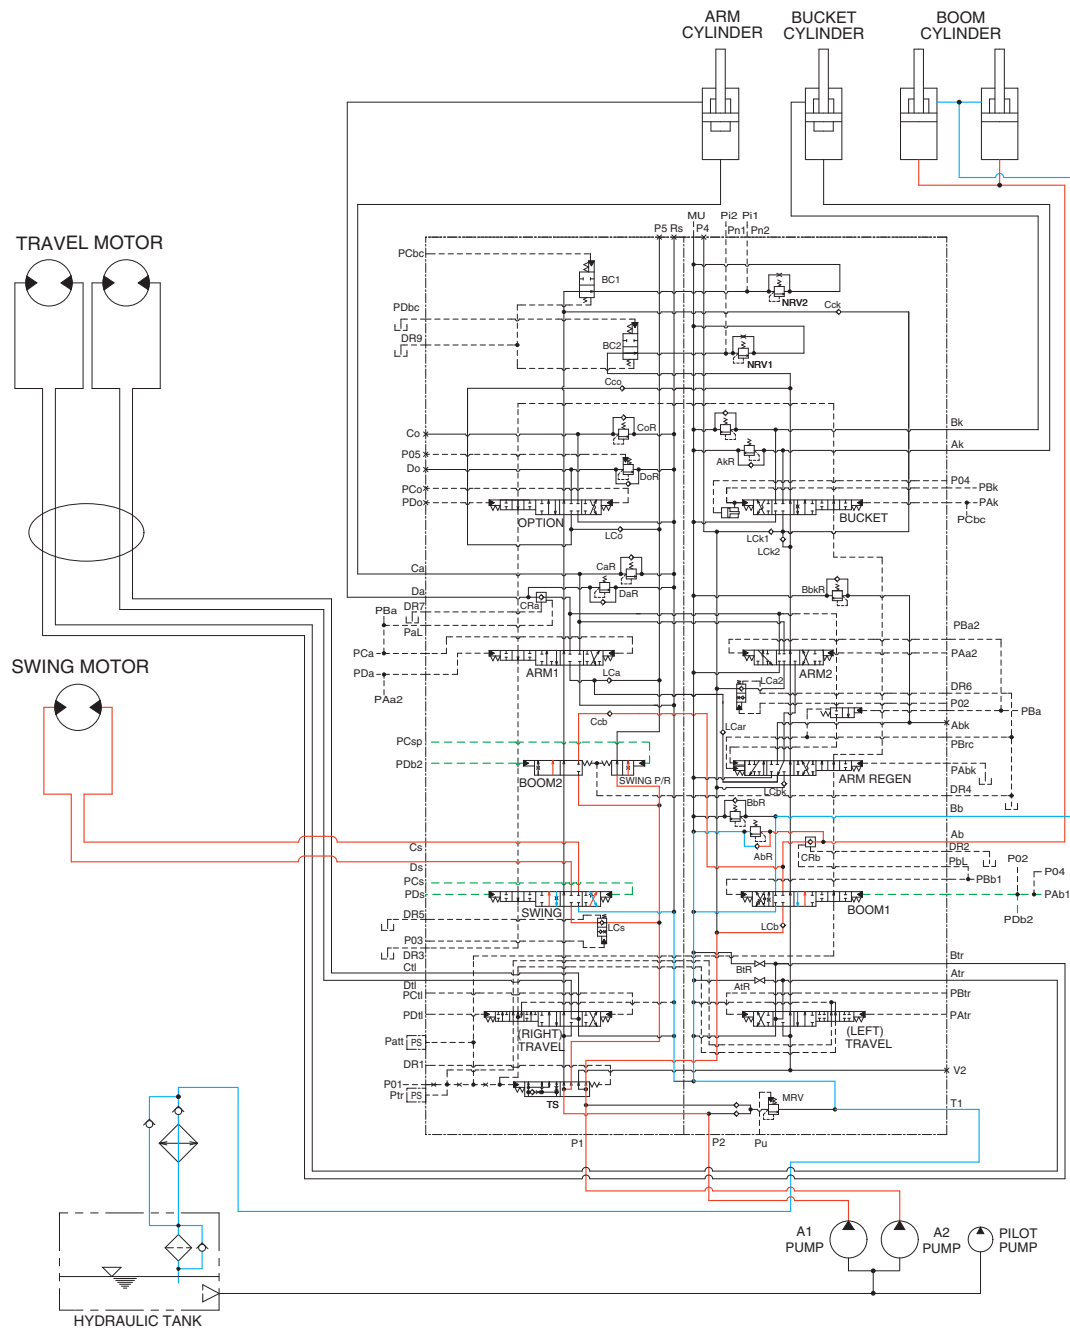 ARM CYLINDER
BUCKET CYLINDER
BOOM CYLINDER
TRAVEL MOTOR
SWING MOTOR
P5 Rs
MU
P4
Pi2
Pn1
Pi1
Pn2
PCbc
BC1
NRV2
Cck
PDbc
DR9
BC2
NRV1
Cco
Co
CoR
Bk
Ak
AkR
P05
Do
DoR
PCo
PDo
OPTION
LCo
P04
PBk
PAk
PCbc
BUCKET
LCk1
LCk2
Ca
CaR
Da
DaR
BbkR
CRa
DR7
PBa
PaL
PCa
PDa
PAa2
ARM1
LCa
PBa2
PAa2
ARM2
LCa2
DR6
P02
PBa
Abk
LCar
Ccb
PCsp
PDb2
BOOM2
SWING P/R
PBrc
PAbk
ARM REGEN
LCbk
DR4
BbR
Bb
AbR
Ab
CRb
DR2
PbL
P02
P04
PBb1
PAb1
PDb2
BOOM1
LCb
Cs
Ds
PCs
PDs
SWING
DR5
LCs
P03
DR3
Ctl
Dtl
PCtl
PDtl
(RIGHT)
TRAVEL
Patt PS
DR1
P01
Ptr PS
TS
BtR
Btr
AtR
Atr
PBtr
PAtr
(LEFT)
TRAVEL
V2
MRV
T1
P1
P2
Pu
A1 PUMP
A2 PUMP
PILOT PUMP
HYDRAULIC TANK